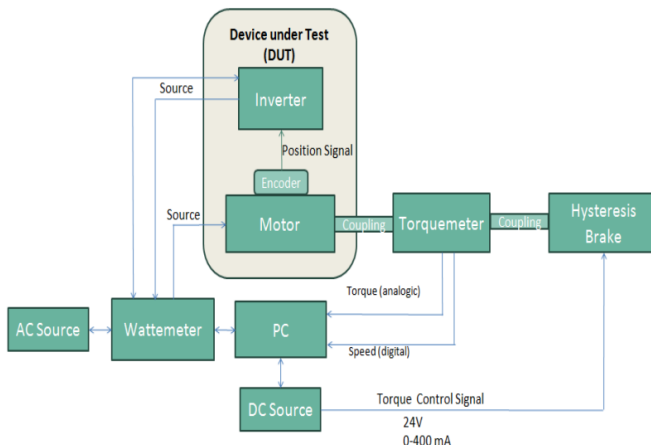 Device under Test
(DUT)
Source
Inverter
Position Signal
Encoder
Source
Motor
Coupling
Torquemeter
Coupling
Hysteresis
Brake
Torque (analogic)
AC Source
Wattemeter
PC
Speed (digital)
DC Source
Torque Control Signal
24V
0-400 mA